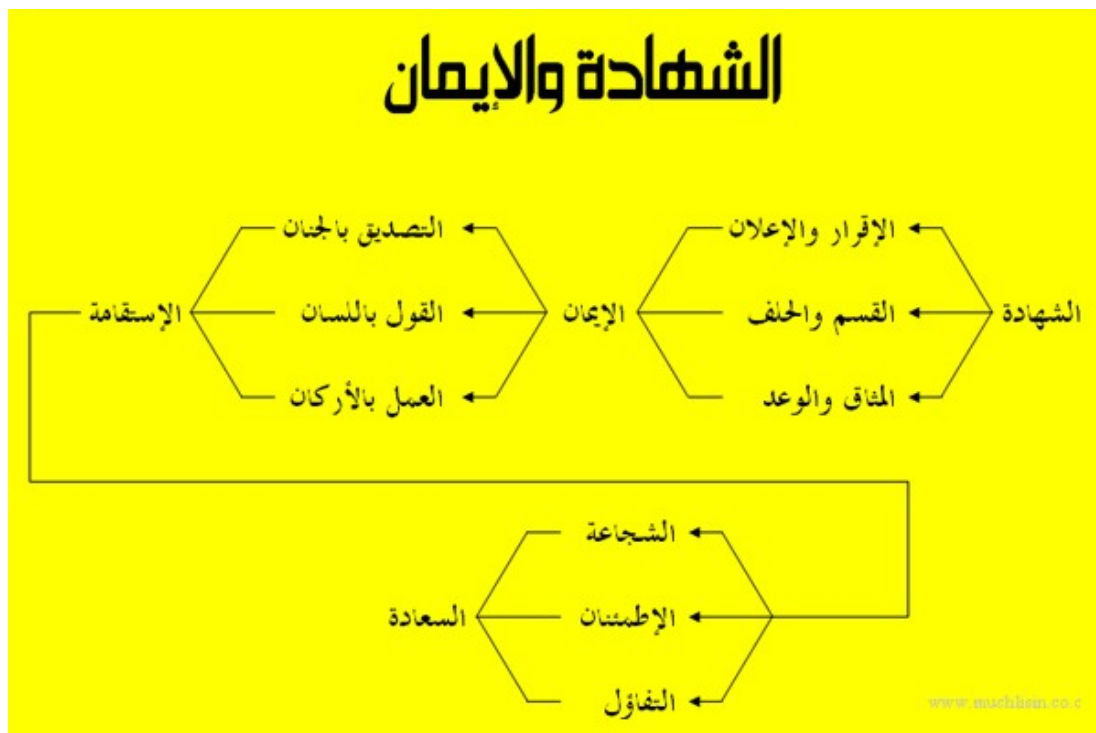 الشهادة والإيمان
الشهادة
الإقرار والإعلان
القسم والحلف
المثاق والوعد
الإيمان
التصديق بالجنان
القول باللسان
العمل بالأركان
الإستقامة
الشجاعة
الإطمئنان
التفاؤل
السعادة
www.muchlisin.co.c